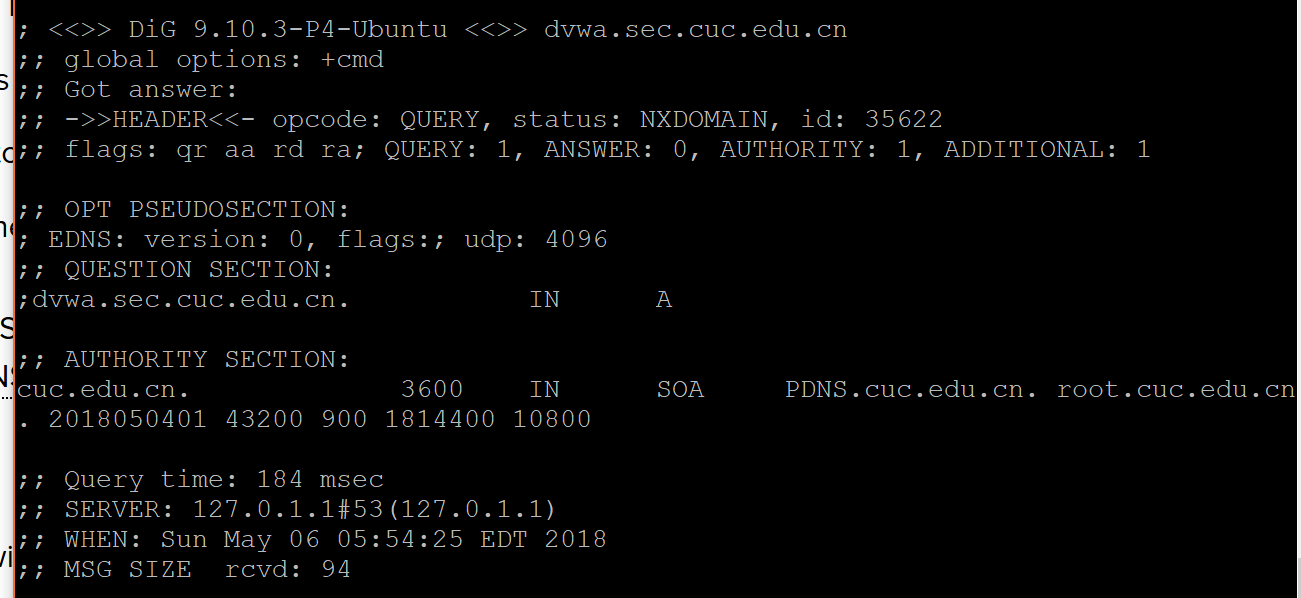 ; <<>> DiG 9.10.3-P4-Ubuntu <<>> dvwa.sec.cuc.edu.cn
;; global options: +cmd
;; Got answer:
;; ->>HEADER<<- opcode: QUERY, status: NXDOMAIN, id: 35622
;; flags: qr aa rd ra; QUERY: 1, ANSWER: 0, AUTHORITY: 1, ADDITIONAL: 1
;; OPT PSEUDOSECTION:
; EDNS: version: 0, flags:; udp: 4096
;; QUESTION SECTION:
;dvwa.sec.cuc.edu.cn. IN A
;; AUTHORITY SECTION:
cuc.edu.cn. 3600 IN SOA PDNS.cuc.edu.cn. root.cuc.edu.cn
. 2018050401 43200 900 1814400 10800
;; Query time: 184 msec
;; SERVER: 127.0.1.1#53(127.0.1.1)
;; WHEN: Sun May 06 05:54:25 EDT 2018
;; MSG SIZE rcvd: 94